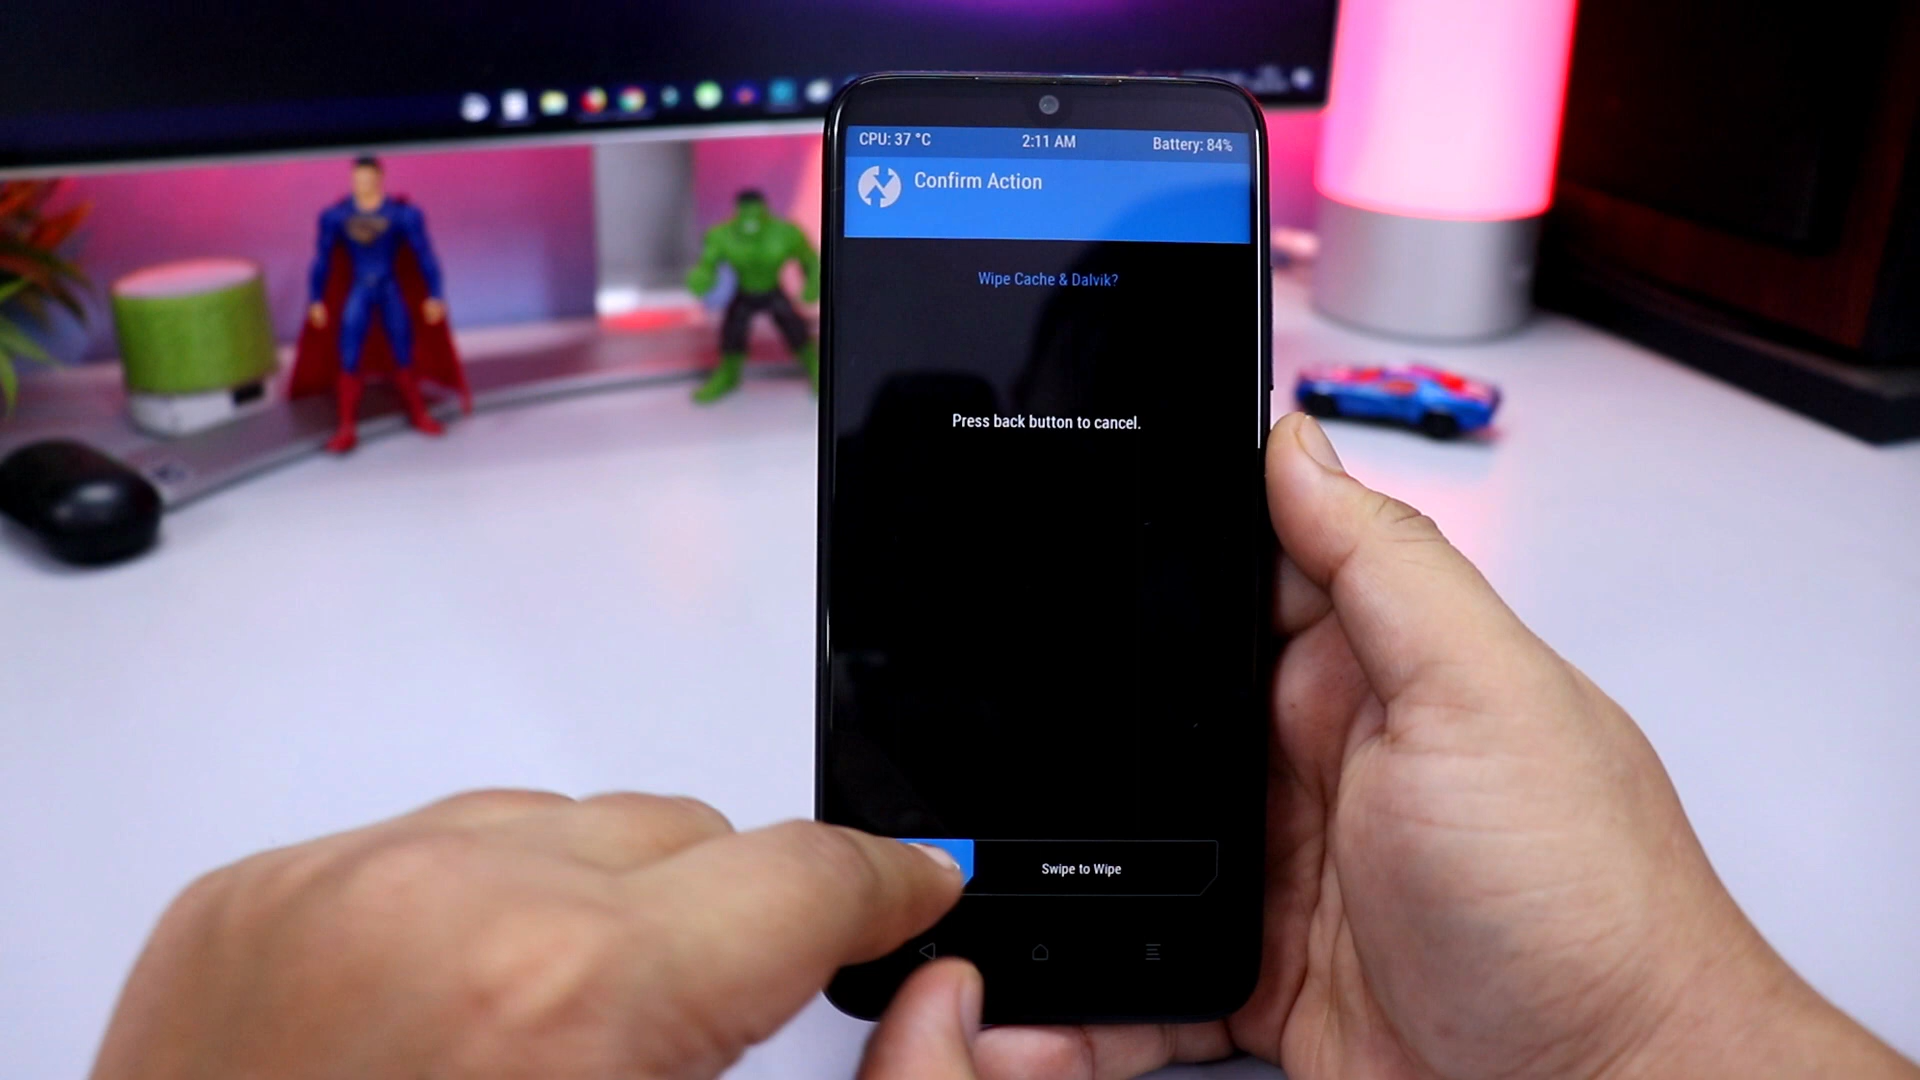 CPU: 37 °C 2:11 AM Battery: 84%
Confirm Action
Wipe Cache & Dalvik?
Press back button to cancel.
Swipe to Wipe